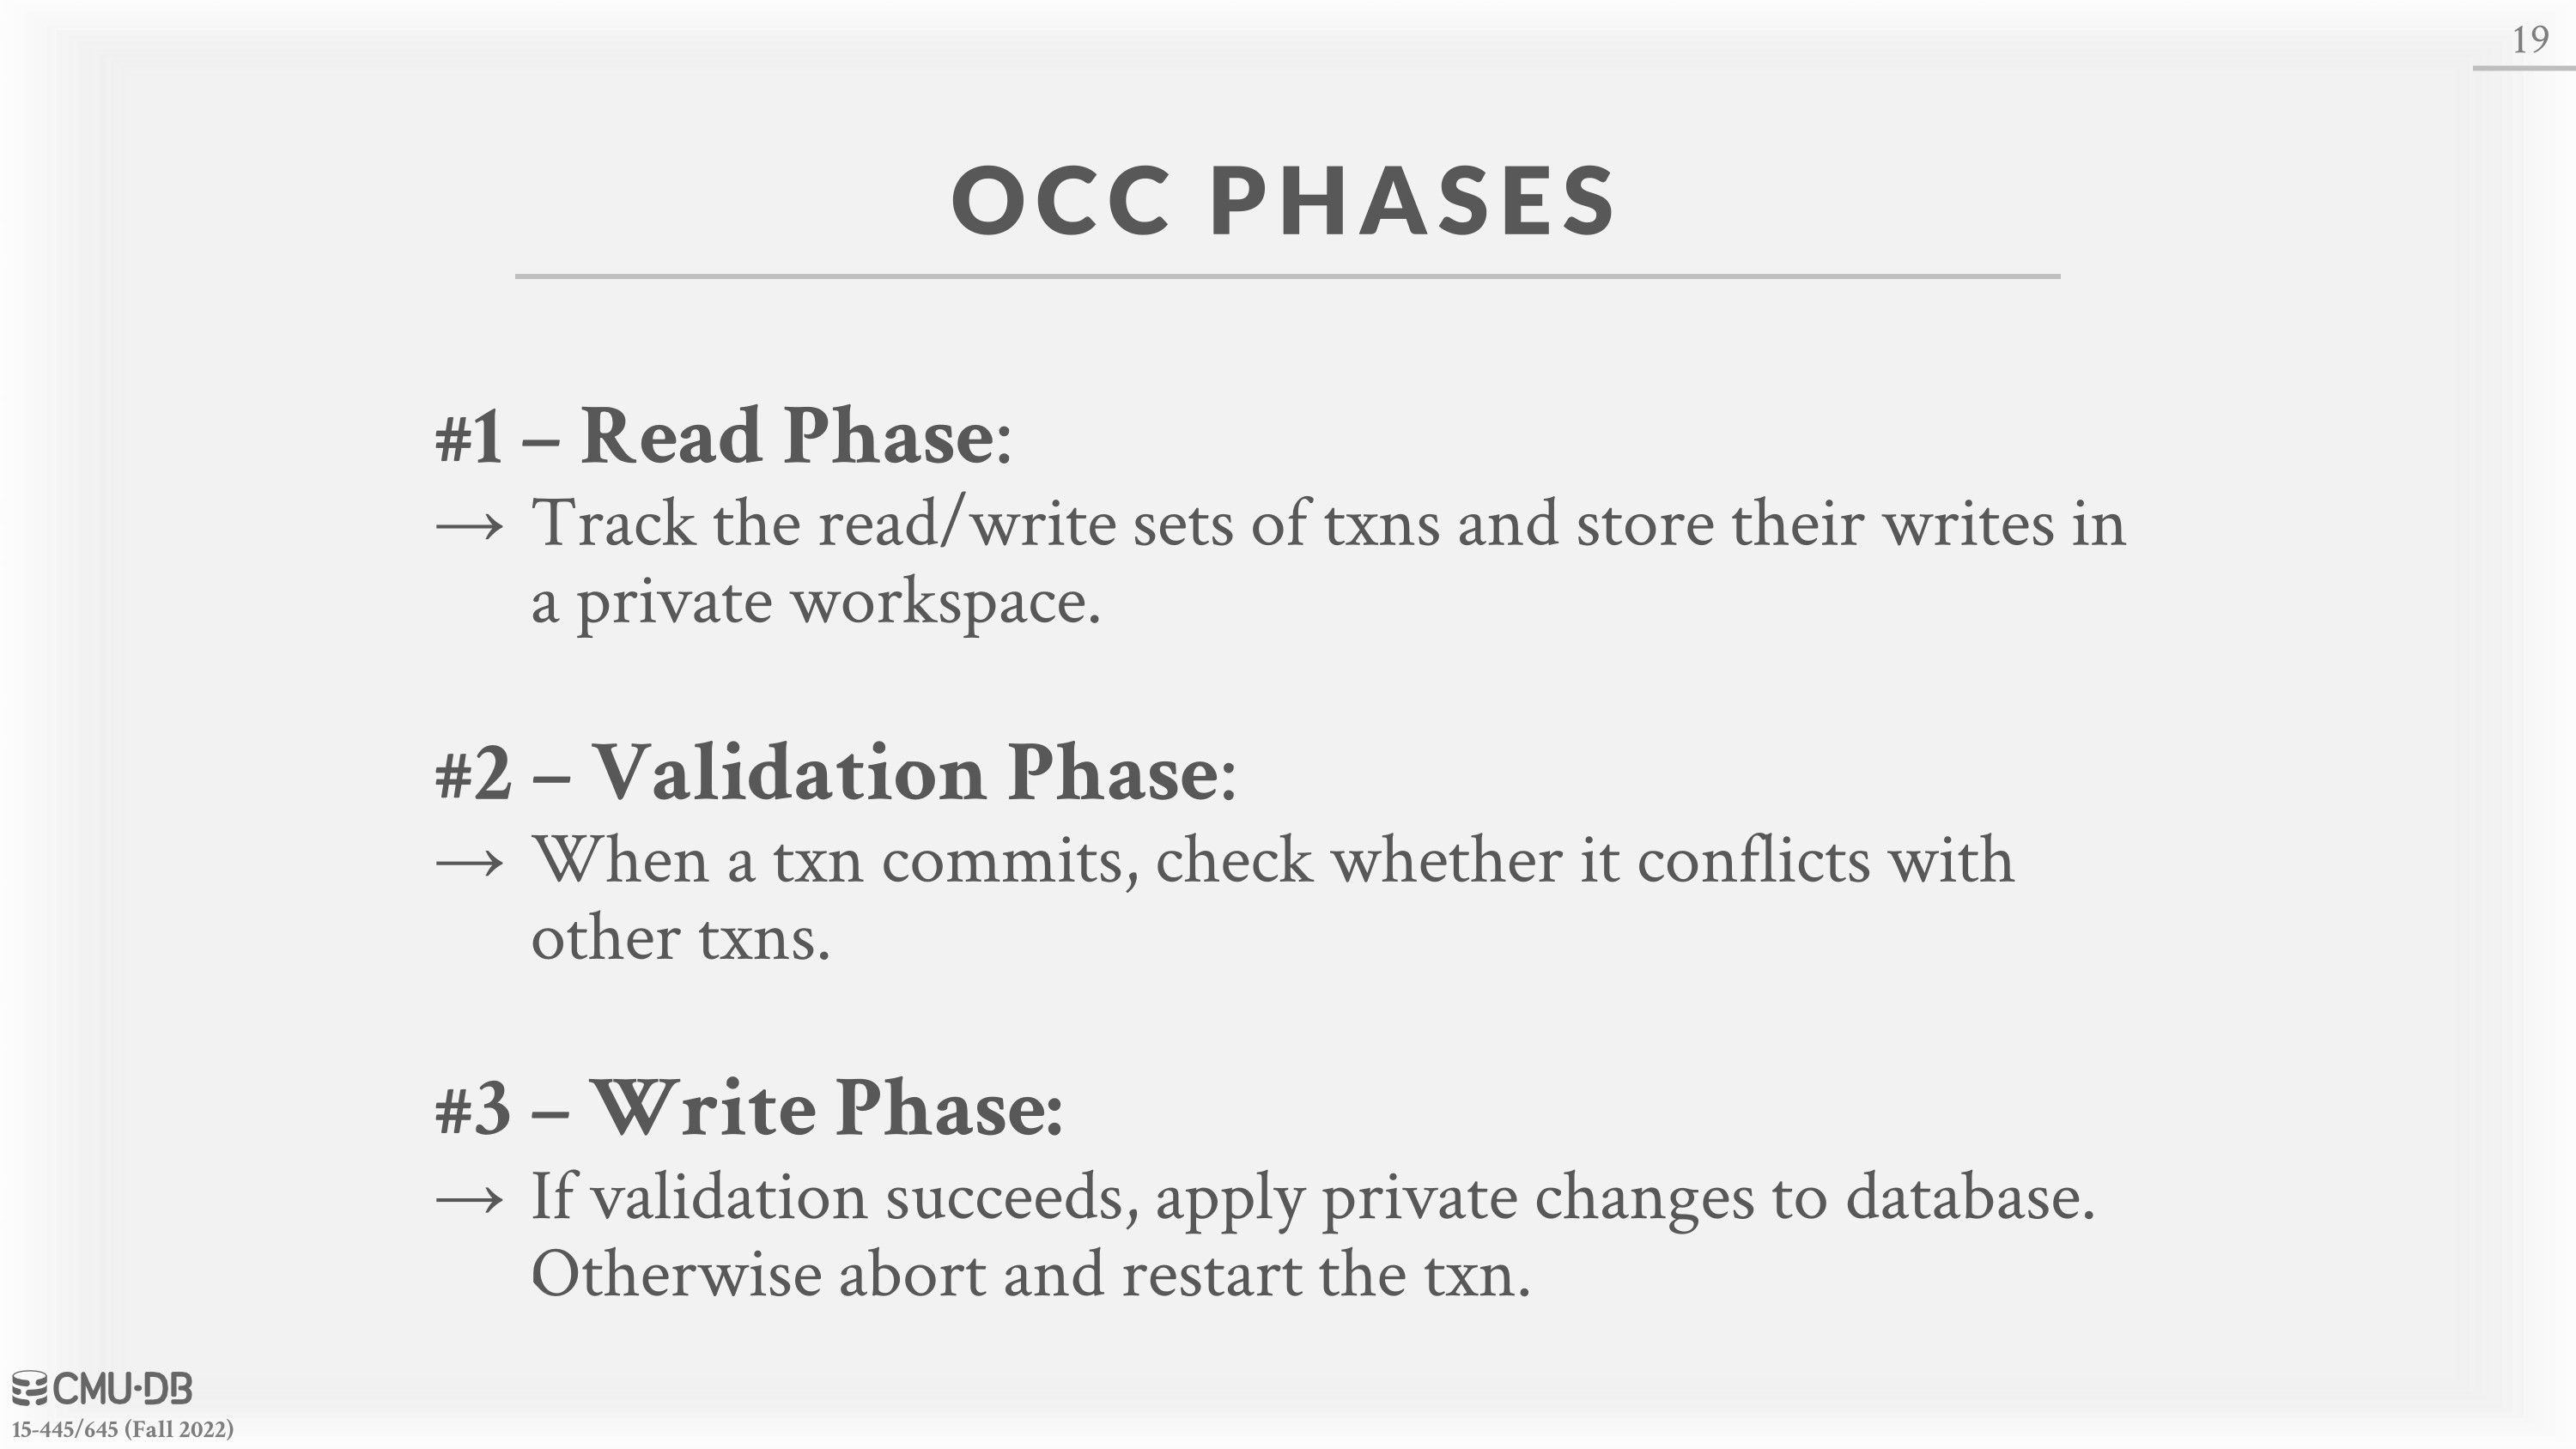 19
OCC PHASES
#1 – Read Phase:
→ Track the read/write sets of txns and store their writes in
a private workspace.
#2 – Validation Phase:
→ When a txn commits, check whether it conflicts with
other txns.
#3 – Write Phase:
→ If validation succeeds, apply private changes to database.
Otherwise abort and restart the txn.
CMU·DB
15-445/645 (Fall 2022)